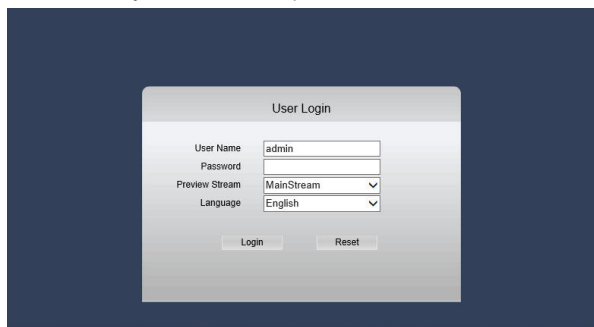 User Login
User Name admin
Password
Preview Stream MainStream
Language English
Login Reset